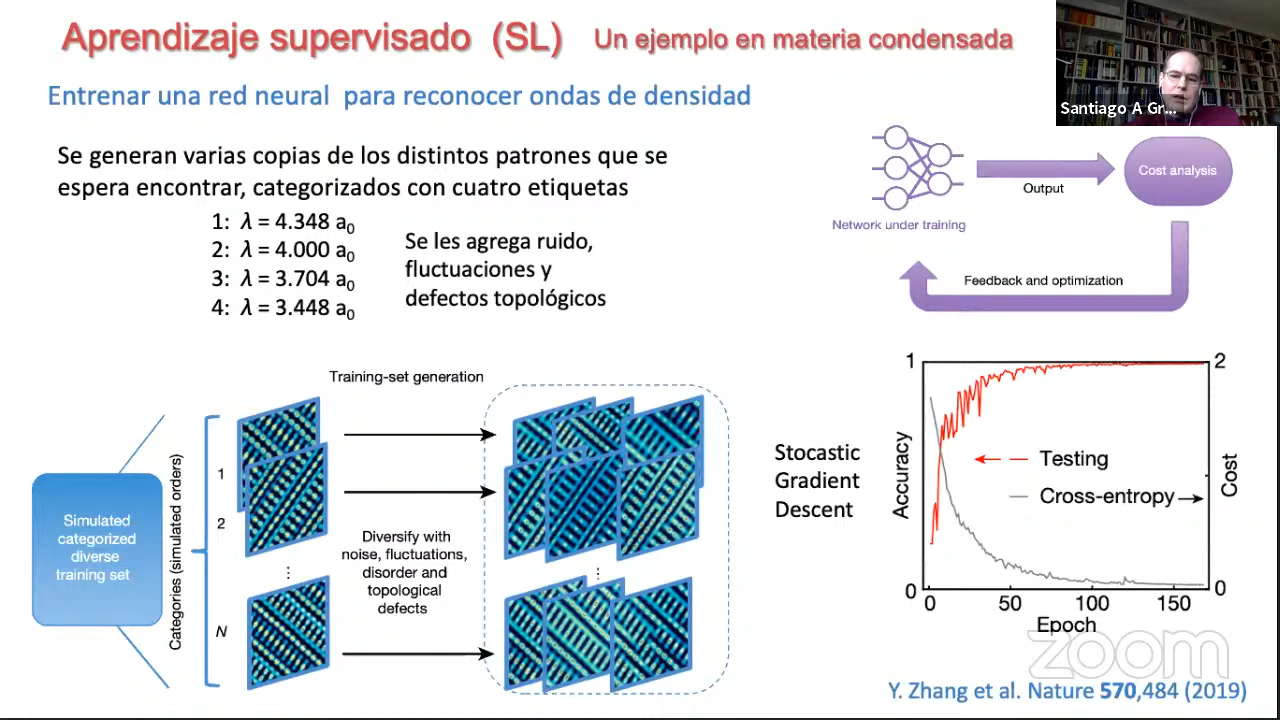 Aprendizaje supervisado (SL) Un ejemplo en materia condensada
Santiago A Gr...
Entrenar una red neural para reconocer ondas de densidad
Se generan varias copias de los distintos patrones que se
espera encontrar, categorizados con cuatro etiquetas
1: λ = 4.348 a₀
2: λ = 4.000 a₀
3: λ = 3.704 a₀
4: λ = 3.448 a₀
Se les agrega ruido,
fluctuaciones y
defectos topológicos
Network under training
Output
Cost analysis
Feedback and optimization
Training-set generation
Simulated
categorized
diverse
training set
Categories (simulated orders)
1
2
⋮
N
Diversify with
noise, fluctuations,
disorder and
topological
defects
⋮
Stocastic
Gradient
Descent
1
0
Accuracy
2
0
Cost
Testing
Cross-entropy
0 50 100 150
Epoch
zoom
Y. Zhang et al. Nature 570,484 (2019)